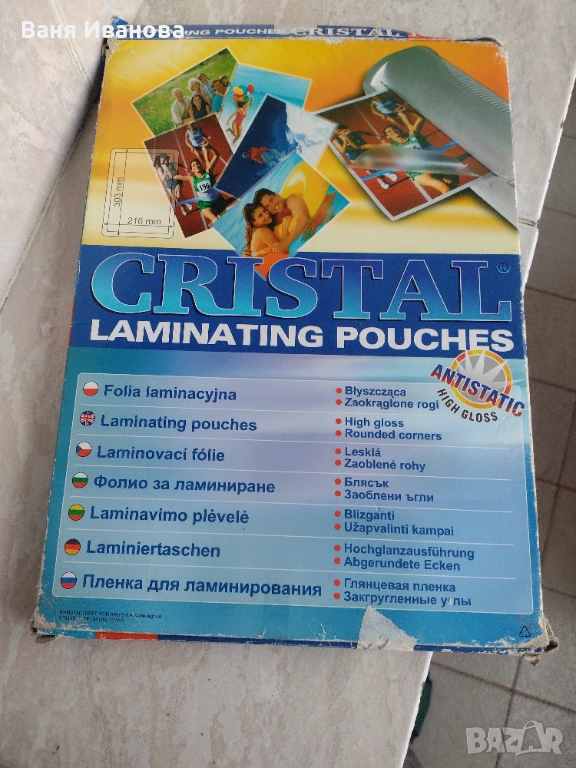 Ваня Иванова
POUCHES CRISTAL
303 mm
216 mm
CRISTAL®
LAMINATING POUCHES
ANTISTATIC
HIGH GLOSS
Folia laminacyjna
• Błyszcząca
• Zaokrąglone rogi
Laminating pouches
• High gloss
• Rounded corners
Laminovací fólie
• Lesklá
• Zaoblené rohy
Фолио за ламиниране
• Блясък
• Заоблени ъгли
Laminavimo plėvelė
• Blizganti
• Užapvalinti kampai
Laminiertaschen
• Hochglanzausführung
• Abgerundete Ecken
Пленка для ламинирования
• Глянцевая пленка
• Закругленные углы
BAZAR